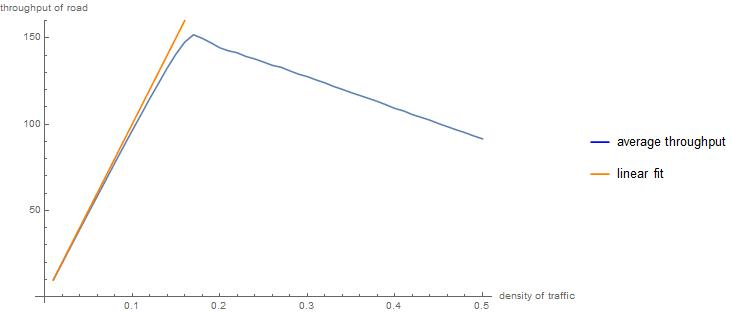 throughput of road
150
100
50
0.1
0.2
0.3
0.4
0.5
density of traffic
average throughput
linear fit